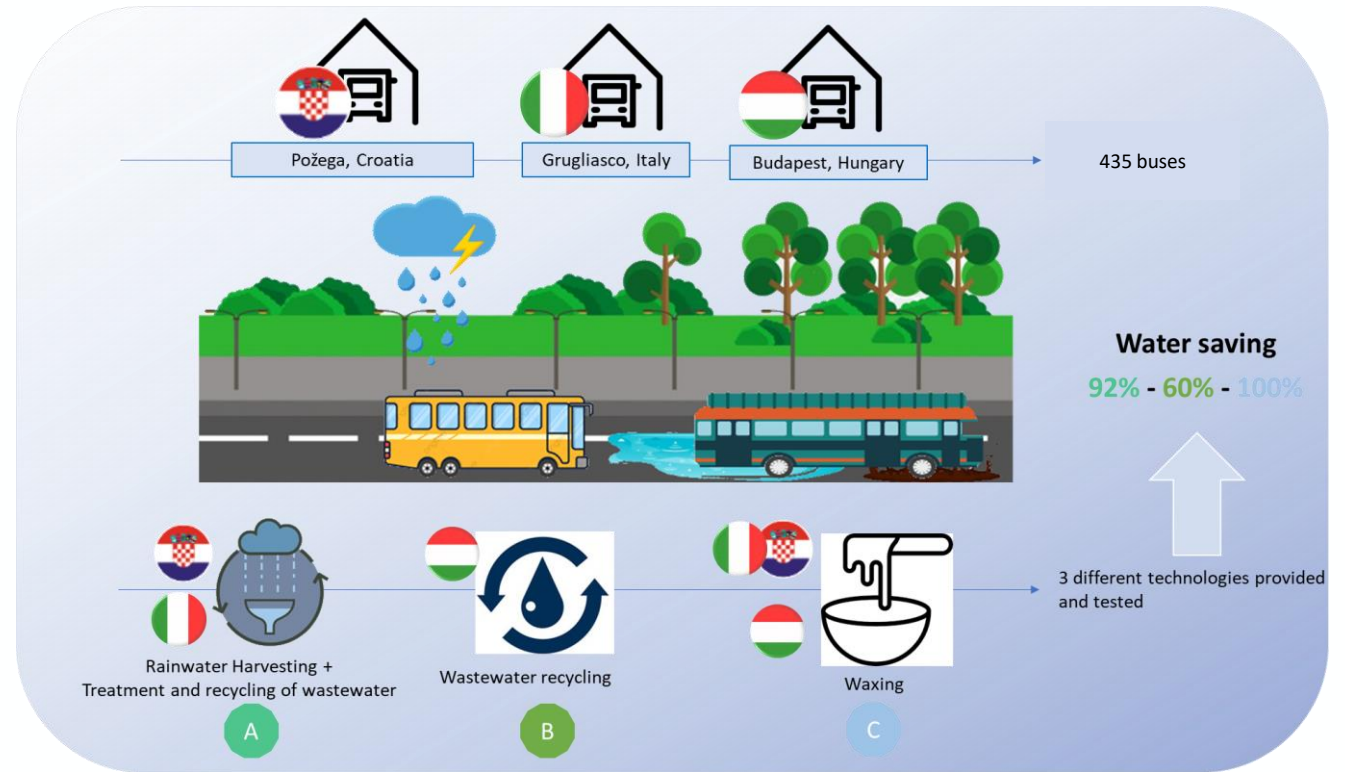 Požega, Croatia
Grugliasco, Italy
Budapest, Hungary
435 buses
Water saving
92% - 60% - 100%
3 different technologies provided
and tested
Rainwater Harvesting +
Treatment and recycling of wastewater
Wastewater recycling
Waxing
A
B
C